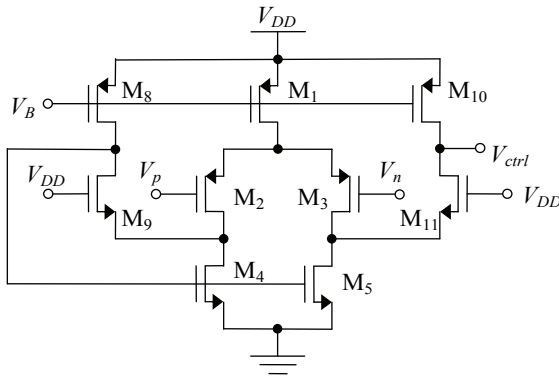 V_DD
M_8
M_1
M_10
V_B
V_ctrl
V_DD
V_p
V_n
M_2
M_3
V_DD
M_9
M_11
M_4
M_5